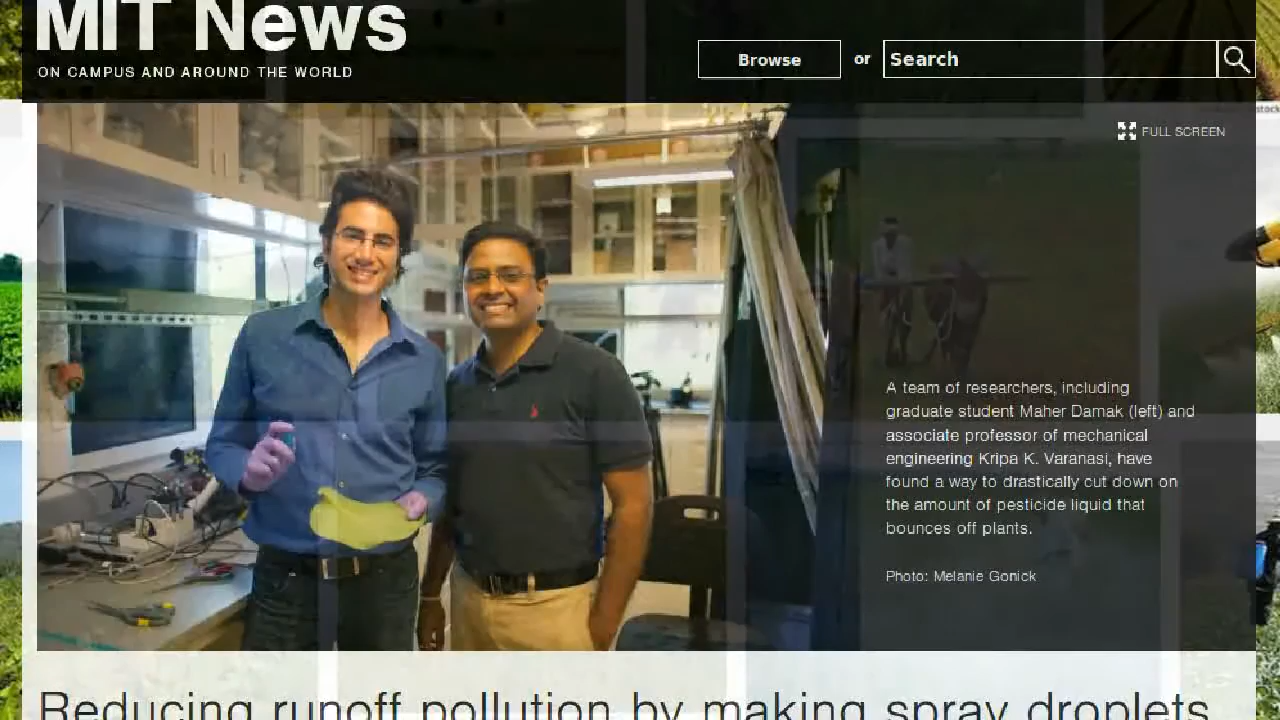 MIT News
ON CAMPUS AND AROUND THE WORLD
Browse or Search
stock
FULL SCREEN
A team of researchers, including
graduate student Maher Damak (left) and
associate professor of mechanical
engineering Kripa K. Varanasi, have
found a way to drastically cut down on
the amount of pesticide liquid that
bounces off plants.
Photo: Melanie Gonick
Reducing runoff pollution by making spray droplets